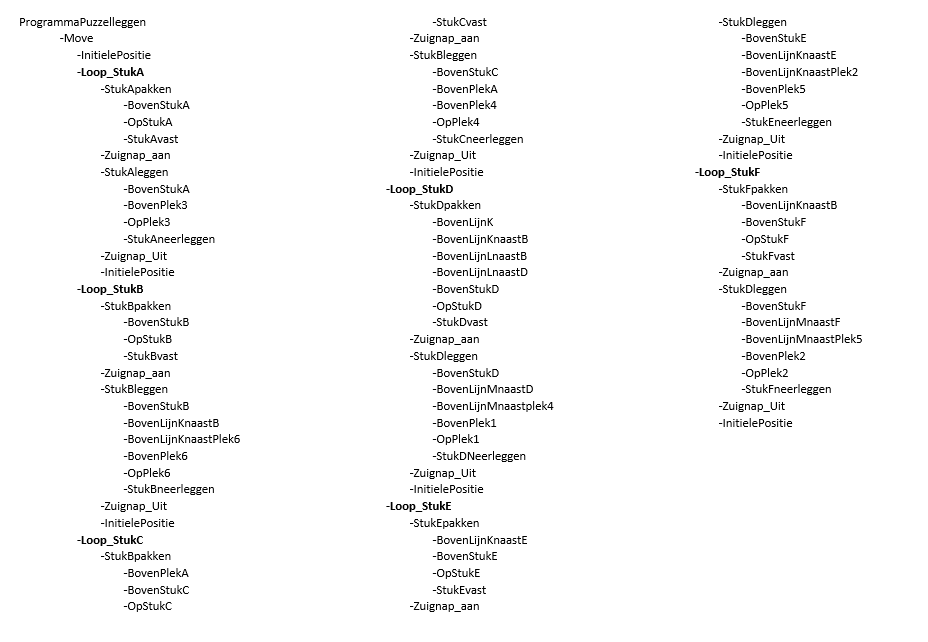 ProgrammaPuzzelleggen
-Move
-InitielePositie
-Loop_StukA
-StukApakken
-BovenStukA
-OpStukA
-StukAvast
-Zuignap_aan
-StukAleggen
-BovenStukA
-BovenPlek3
-OpPlek3
-StukAneerleggen
-Zuignap_Uit
-InitielePositie
-Loop_StukB
-StukBpakken
-BovenStukB
-OpStukB
-StukBvast
-Zuignap_aan
-StukBleggen
-BovenStukB
-BovenLijnKnaastB
-BovenLijnKnaastPlek6
-BovenPlek6
-OpPlek6
-StukBneerleggen
-Zuignap_Uit
-InitielePositie
-Loop_StukC
-StukBpakken
-BovenPlekA
-BovenStukC
-OpStukC
-StukCvast
-Zuignap_aan
-StukBleggen
-BovenStukC
-BovenPlekA
-BovenPlek4
-OpPlek4
-StukCneerleggen
-Zuignap_Uit
-InitielePositie
-Loop_StukD
-StukDpakken
-BovenLijnK
-BovenLijnKnaastB
-BovenLijnLnaastB
-BovenLijnLnaastD
-BovenStukD
-OpStukD
-StukDvast
-Zuignap_aan
-StukDleggen
-BovenStukD
-BovenLijnMnaastD
-BovenLijnMnaastplek4
-BovenPlek1
-OpPlek1
-StukDNeerleggen
-Zuignap_Uit
-InitielePositie
-Loop_StukE
-StukEpakken
-BovenLijnKnaastE
-BovenStukE
-OpStukE
-StukEvast
-Zuignap_aan
-StukDleggen
-BovenStukE
-BovenLijnKnaastE
-BovenLijnKnaastPlek2
-BovenPlek5
-OpPlek5
-StukEneerleggen
-Zuignap_Uit
-InitielePositie
-Loop_StukF
-StukFpakken
-BovenLijnKnaastB
-BovenStukF
-OpStukF
-StukFvast
-Zuignap_aan
-StukDleggen
-BovenStukF
-BovenLijnMnaastF
-BovenLijnMnaastPlek5
-BovenPlek2
-OpPlek2
-StukFneerleggen
-Zuignap_Uit
-InitielePositie